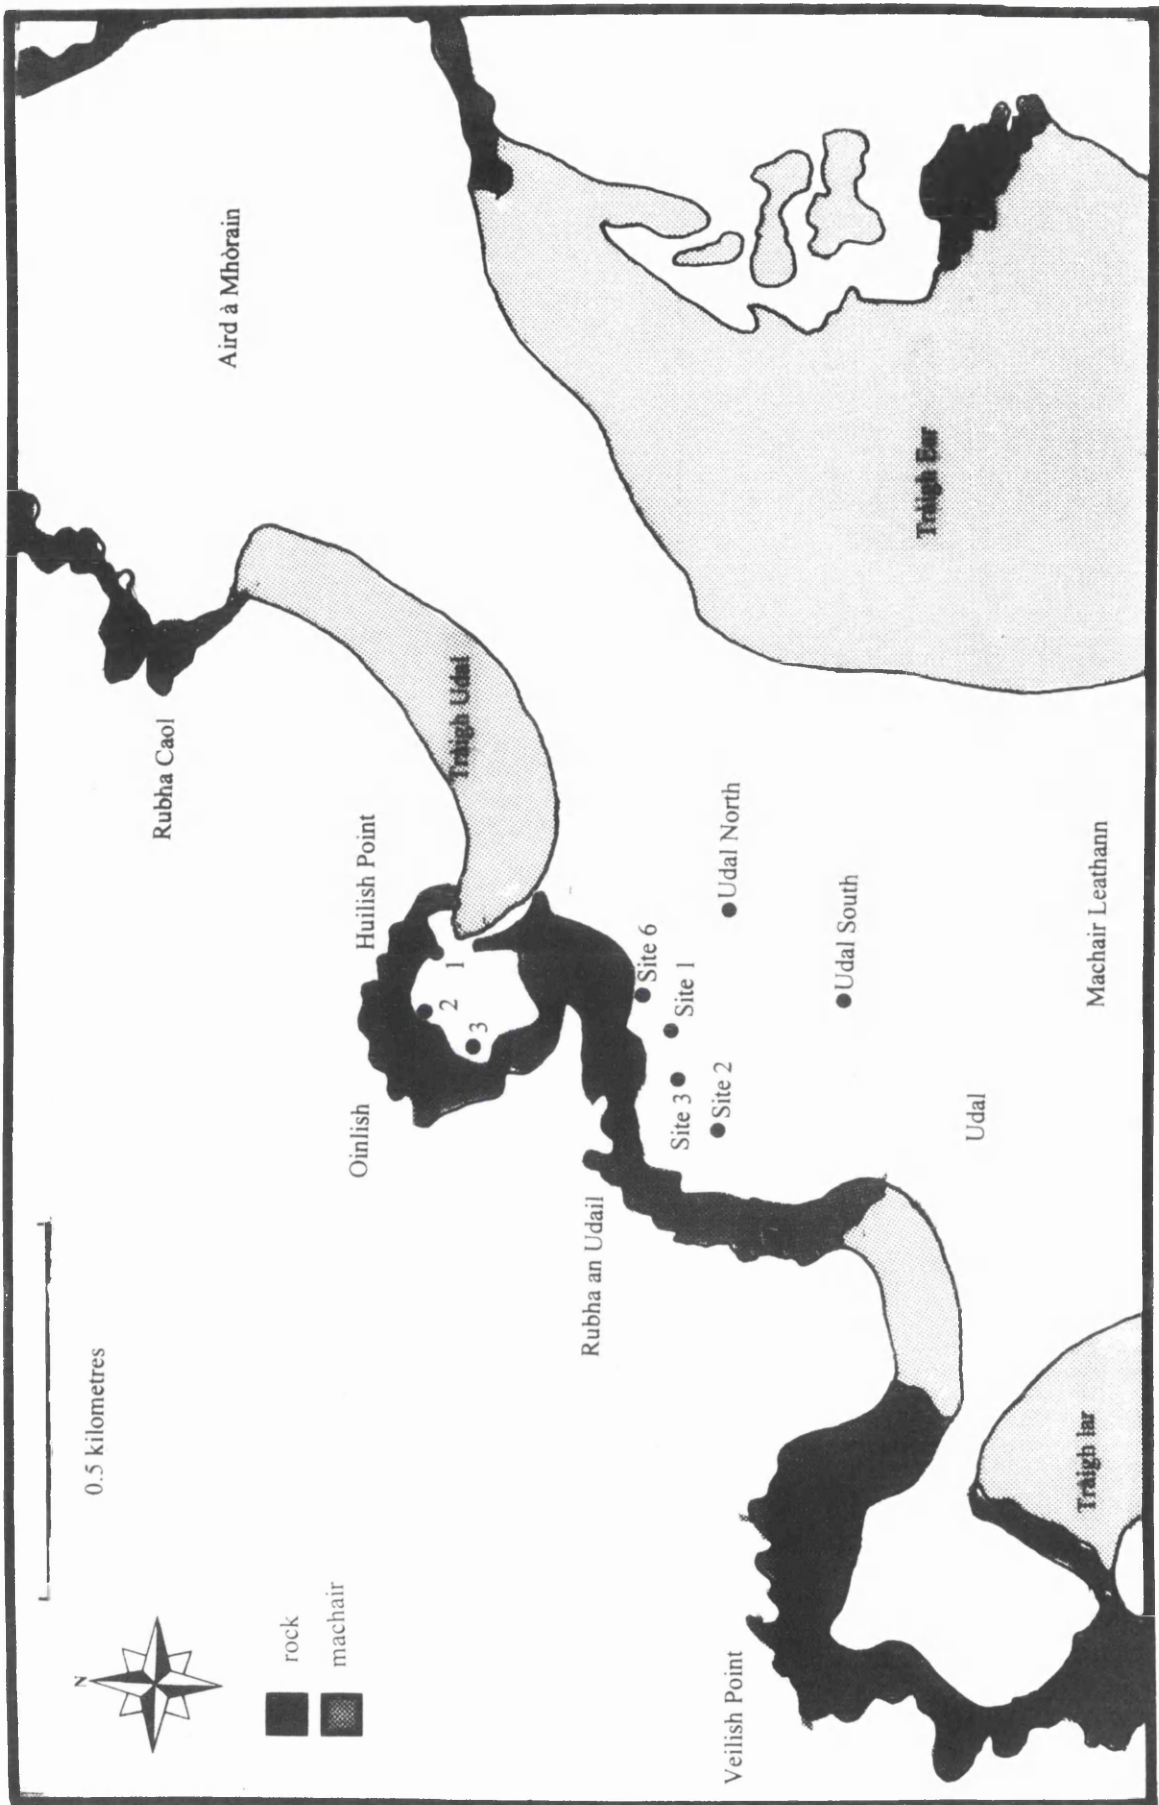 0.5 kilometres
N
rock
machair
Aird à Mhòrain
Rubha Caol
Tràigh Udal
Huilish Point
Oinlish
1
2
3
Tràigh Ear
Rubha an Udail
Site 6
Site 1
Site 3
Site 2
Udal North
Udal South
Udal
Machair Leathann
Veilish Point
Tràigh Iar